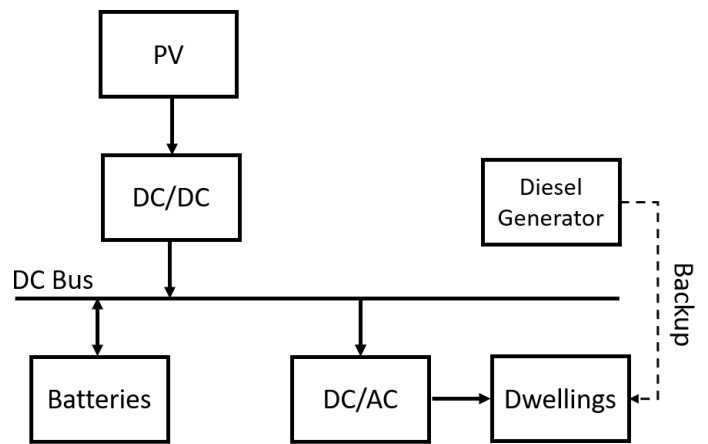 PV
DC/DC
Diesel
Generator
DC Bus
Backup
Batteries
DC/AC
Dwellings